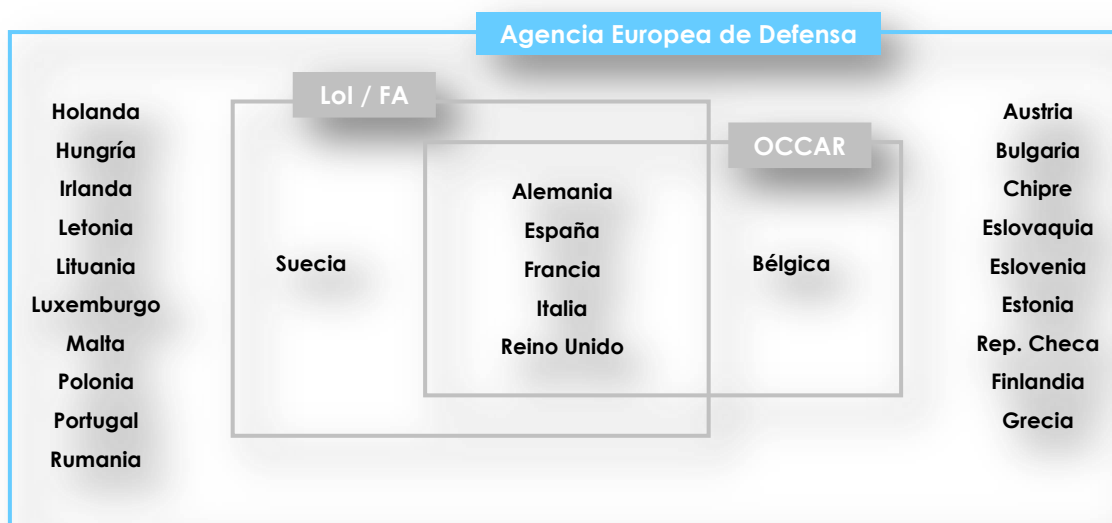 Agencia Europea de Defensa
LoI / FA
OCCAR
Holanda
Hungría
Irlanda
Letonia
Lituania
Luxemburgo
Malta
Polonia
Portugal
Rumania
Suecia
Alemania
España
Francia
Italia
Reino Unido
Bélgica
Austria
Bulgaria
Chipre
Eslovaquia
Eslovenia
Estonia
Rep. Checa
Finlandia
Grecia